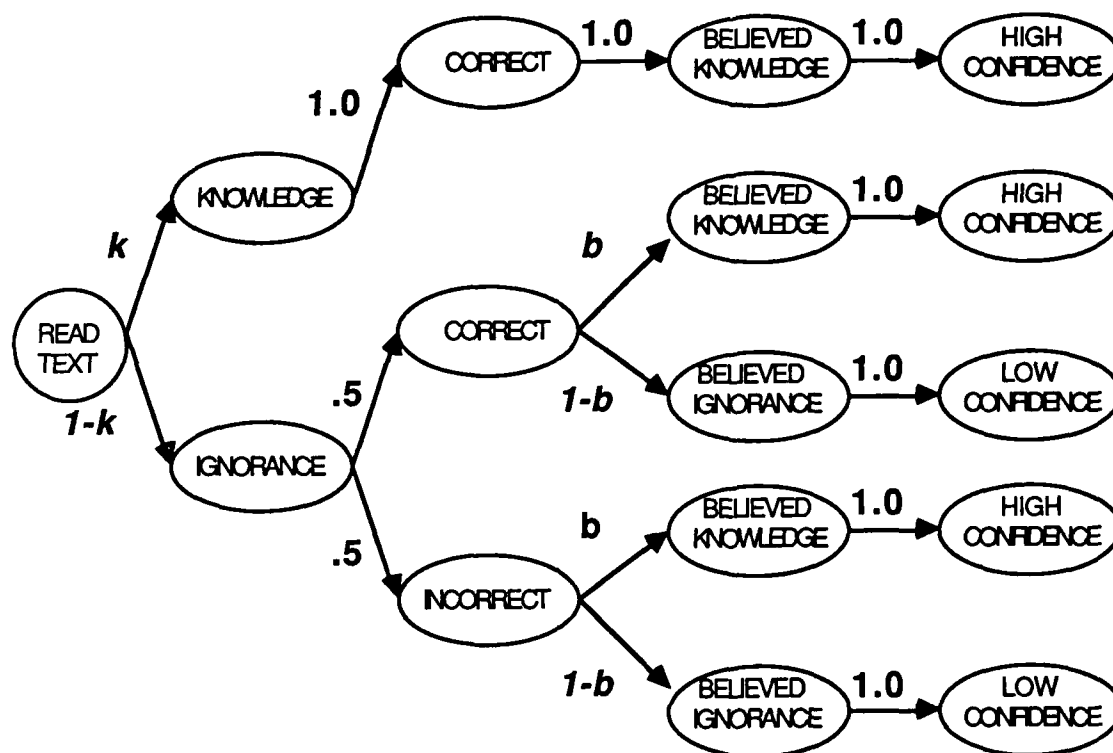 1.0
BELIEVED
KNOWLEDGE
1.0
HIGH
CONFIDENCE
CORRECT
1.0
KNOWLEDGE
BELIEVED
KNOWLEDGE
1.0
HIGH
CONFIDENCE
k
b
READ
TEXT
CORRECT
1-k
.5
1-b
BELIEVED
IGNORANCE
1.0
LOW
CONFIDENCE
IGNORANCE
.5
b
BELIEVED
KNOWLEDGE
1.0
HIGH
CONFIDENCE
INCORRECT
1-b
BELIEVED
IGNORANCE
1.0
LOW
CONFIDENCE